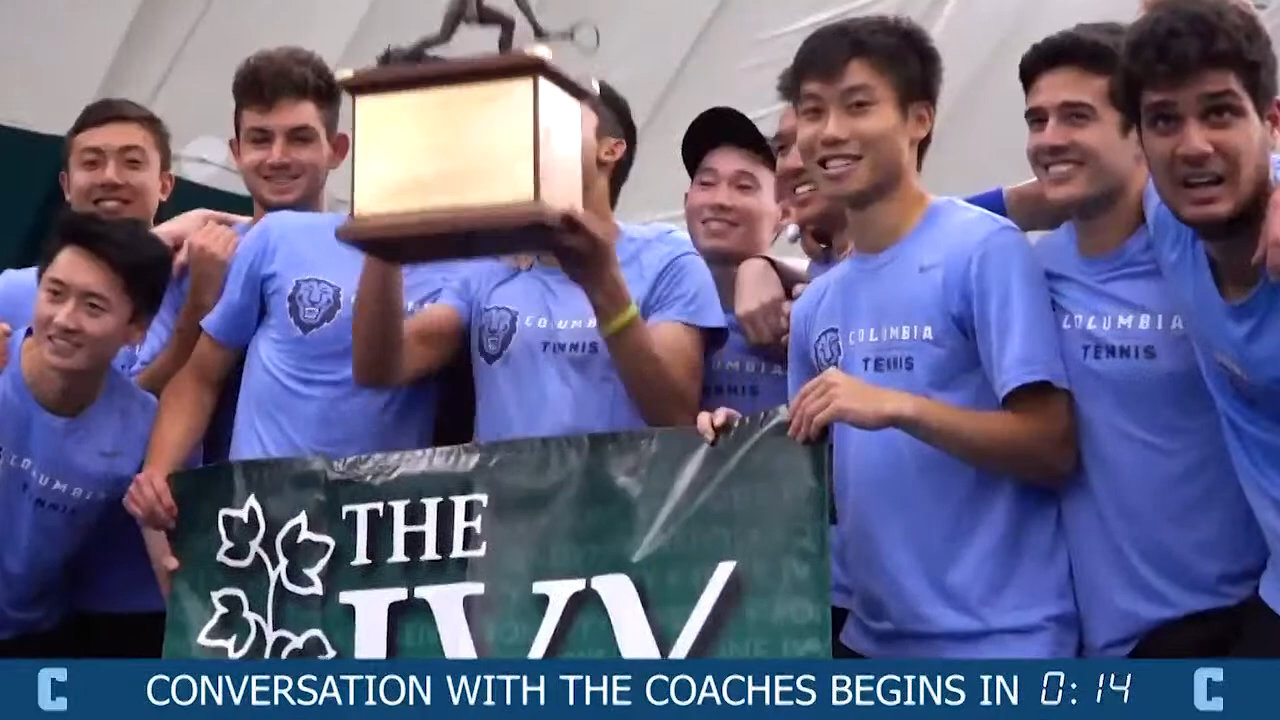 COLUMBIA
TENNIS
COLUMBIA
TENNIS
COLUMBIA
TENNIS
COLUMBIA
TENNIS
THE
IVY
C CONVERSATION WITH THE COACHES BEGINS IN 0:14 C